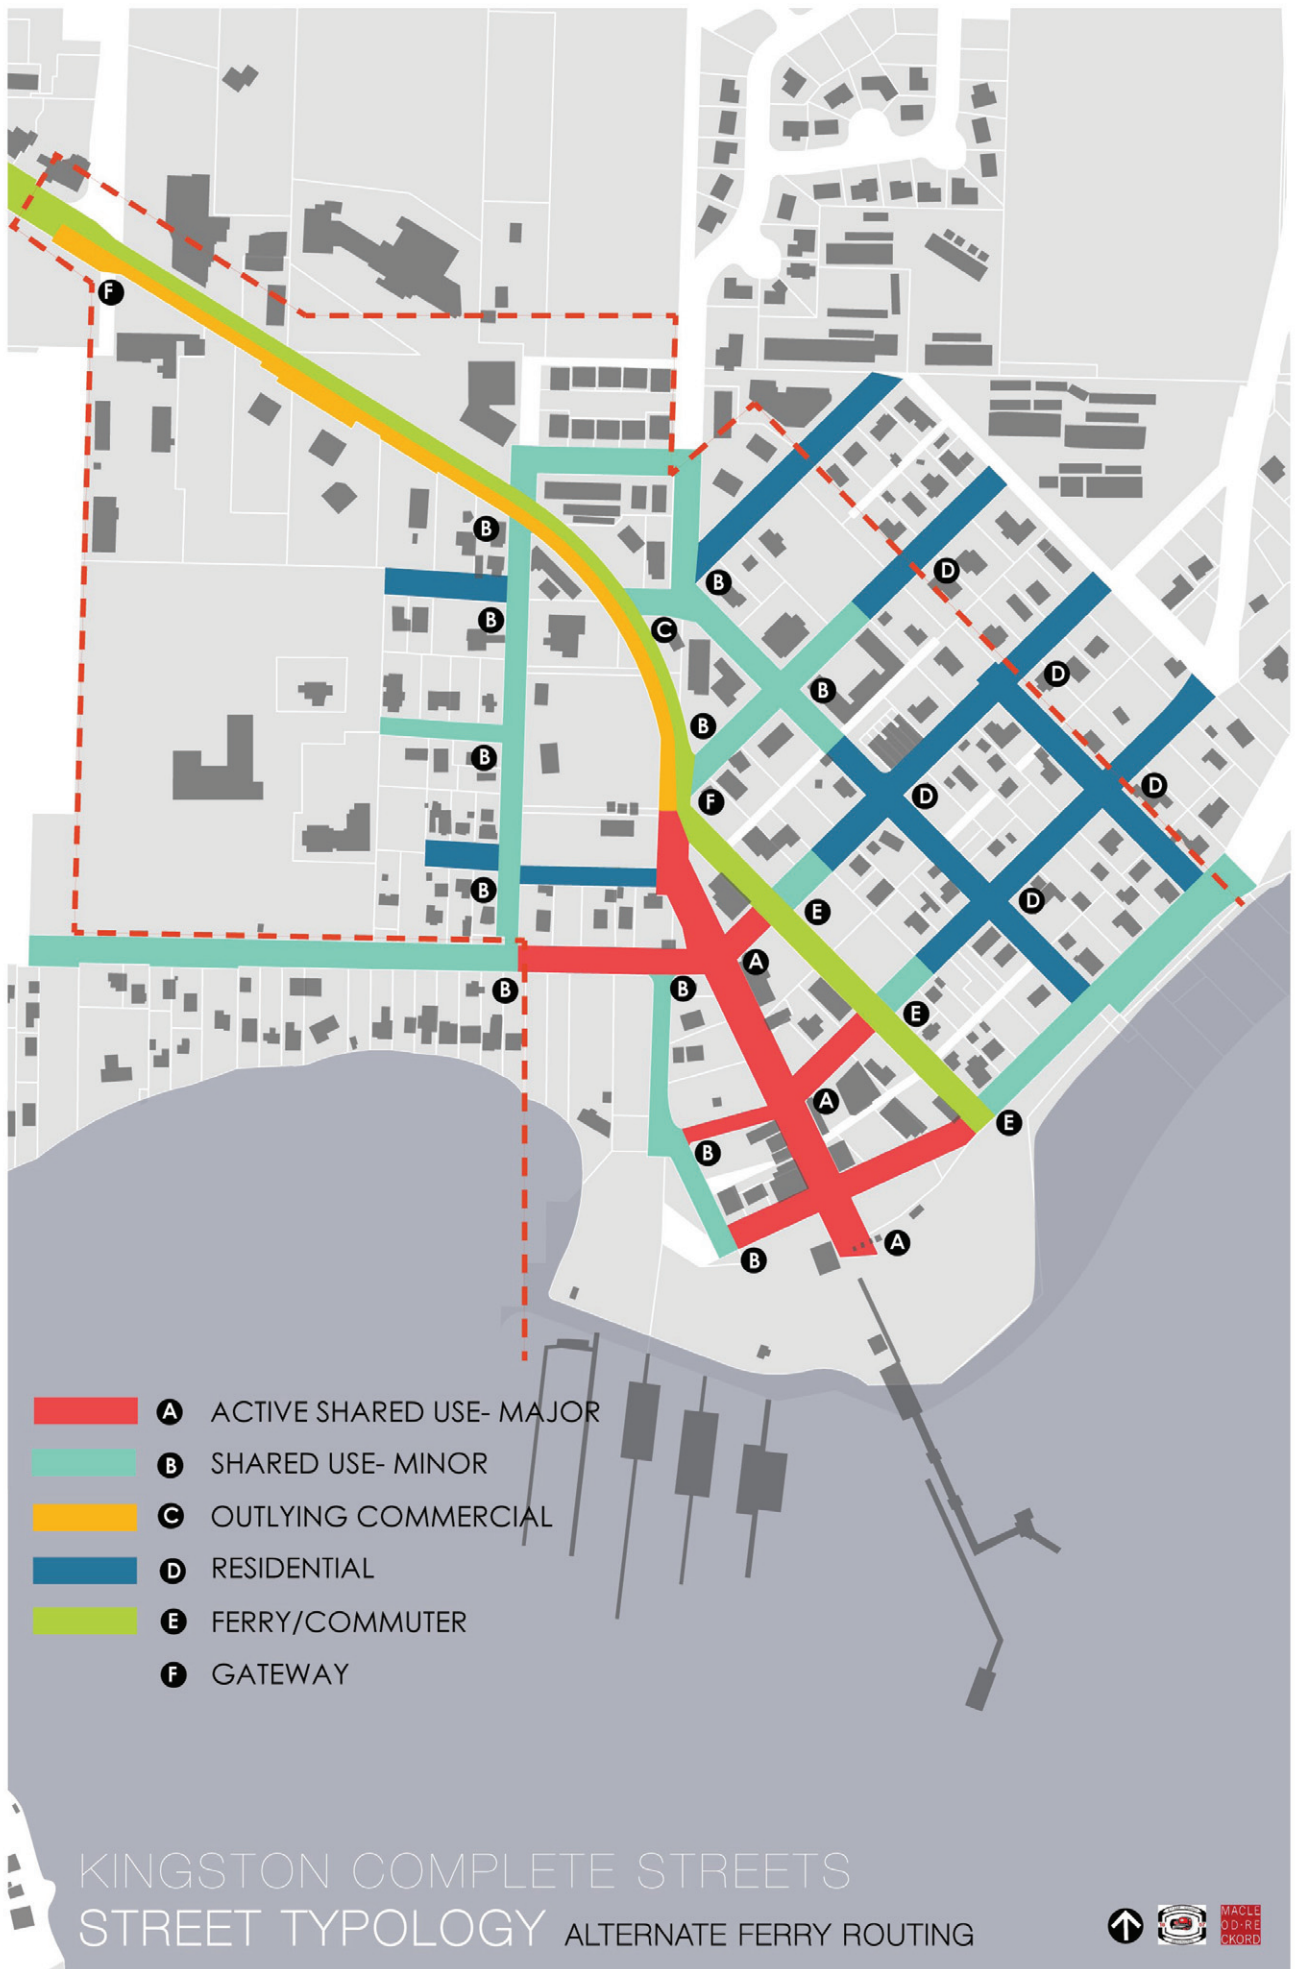 F
B
D
B
B
C
D
B
B
B
D
F
D
B
E
D
A
B
B
E
A
B
E
A
B
A ACTIVE SHARED USE- MAJOR
B SHARED USE- MINOR
C OUTLYING COMMERCIAL
D RESIDENTIAL
E FERRY/COMMUTER
F GATEWAY
KINGSTON COMPLETE STREETS
STREET TYPOLOGY ALTERNATE FERRY ROUTING
MACLE
OD·RE
CKORD